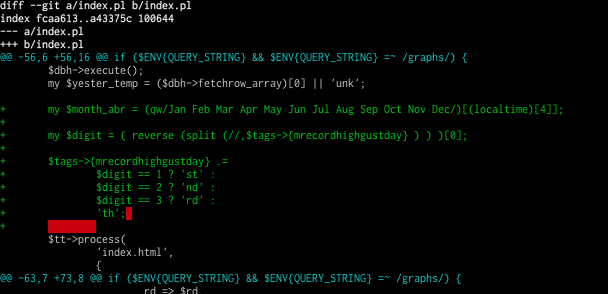 diff --git a/index.pl b/index.pl
index fcaa613..a43375c 100644
--- a/index.pl
+++ b/index.pl
@@ -56,6 +56,16 @@ if ($ENV{QUERY_STRING} && $ENV{QUERY_STRING} =~ /graphs/) {
        $dbh->execute();
        my $yester_temp = ($dbh->fetchrow_array)[0] || 'unk';

+       my $month_abr = (qw/Jan Feb Mar Apr May Jun Jul Aug Sep Oct Nov Dec/)[(localtime)[4]];
+
+       my $digit = ( reverse (split (//,$tags->{mrecordhighgustday} ) ) )[0];
+
+       $tags->{mrecordhighgustday} .=
+               $digit == 1 ? 'st' :
+               $digit == 2 ? 'nd' :
+               $digit == 3 ? 'rd' :
+               'th';
+
        $tt->process(
                'index.html',
                {
@@ -63,7 +73,8 @@ if ($ENV{QUERY_STRING} && $ENV{QUERY_STRING} =~ /graphs/) {
                        rd => $rd